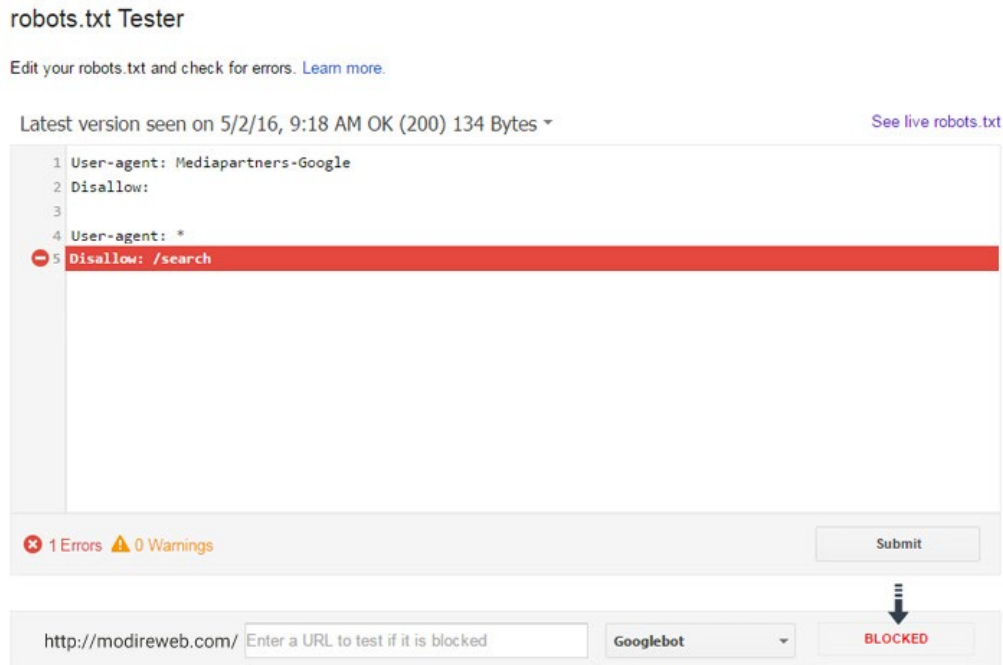 robots.txt Tester
Edit your robots.txt and check for errors. Learn more.
Latest version seen on 5/2/16, 9:18 AM OK (200) 134 Bytes
See live robots.txt
1 User-agent: Mediapartners-Google
2 Disallow:
3
4 User-agent: *
5 Disallow: /search
1 Errors 0 Warnings
Submit
http://modireweb.com/ Enter a URL to test if it is blocked Googlebot BLOCKED